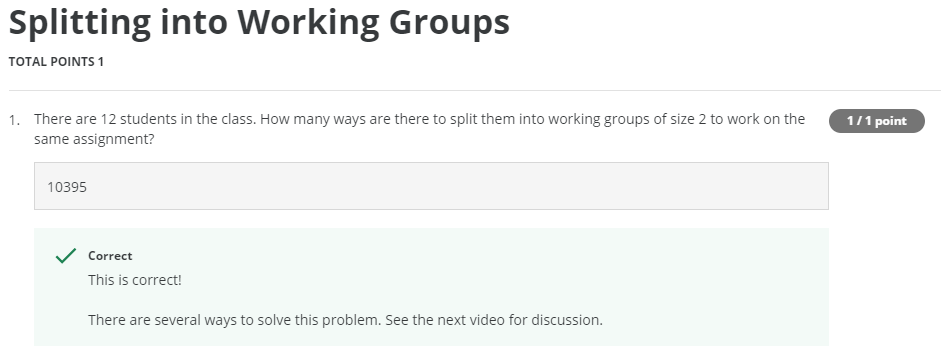 Splitting into Working Groups
TOTAL POINTS 1
1. There are 12 students in the class. How many ways are there to split them into working groups of size 2 to work on the
same assignment?
1 / 1 point
10395
Correct
This is correct!
There are several ways to solve this problem. See the next video for discussion.